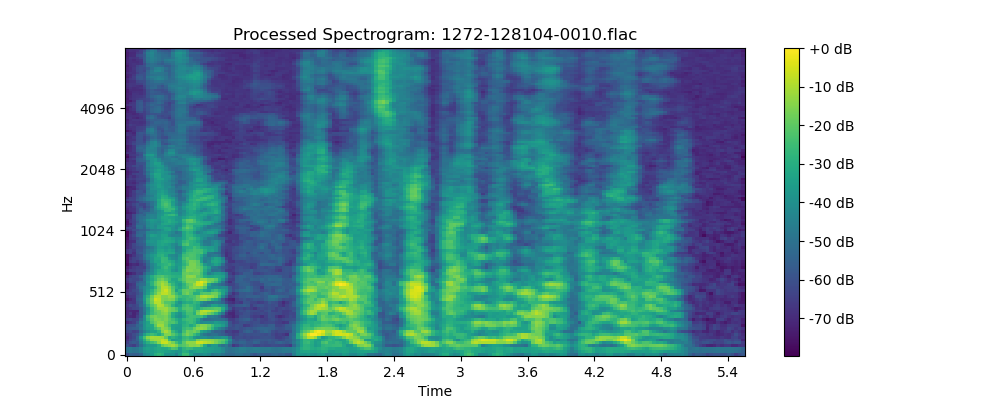 Processed Spectrogram: 1272-128104-0010.flac
Hz
4096
2048
1024
512
0
0 0.6 1.2 1.8 2.4 3 3.6 4.2 4.8 5.4
Time
+0 dB
-10 dB
-20 dB
-30 dB
-40 dB
-50 dB
-60 dB
-70 dB